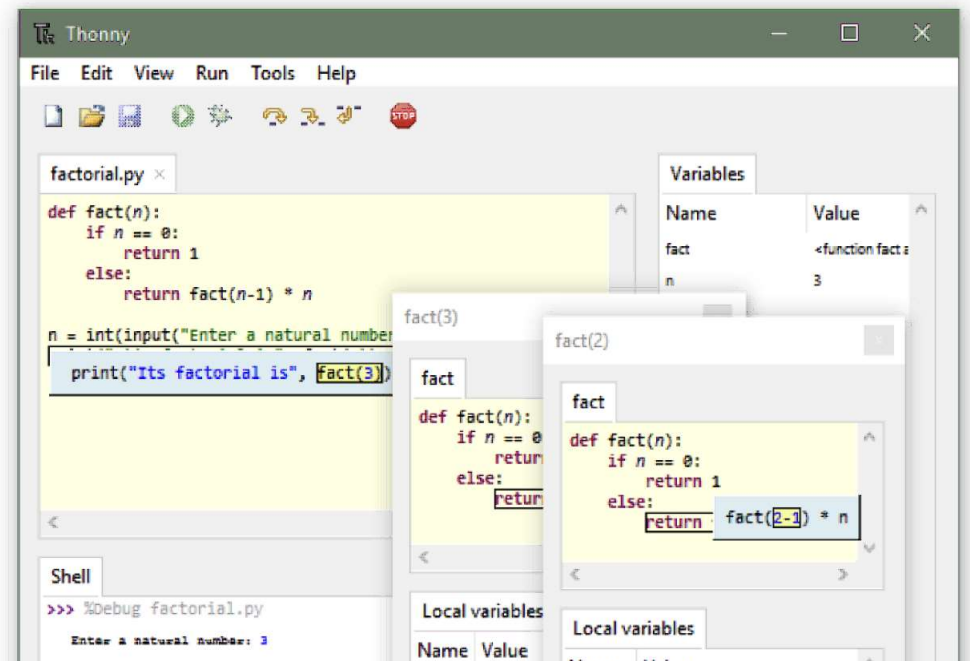 Thonny
File Edit View Run Tools Help
STOP
factorial.py
def fact(n):
if n == 0:
return 1
else:
return fact(n-1) * n
n = int(input("Enter a natural number
print("Its factorial is", fact(3))
Variables
Name Value
fact <function fact a
n 3
fact(3)
fact
def fact(n):
if n == 0
retur
else:
retur
Local variables
Name Value
fact(2)
fact
def fact(n):
if n == 0:
return 1
else:
return fact(2-1) * n
Local variables
Shell
>>> %Debug factorial.py
Enter a natural number: 3